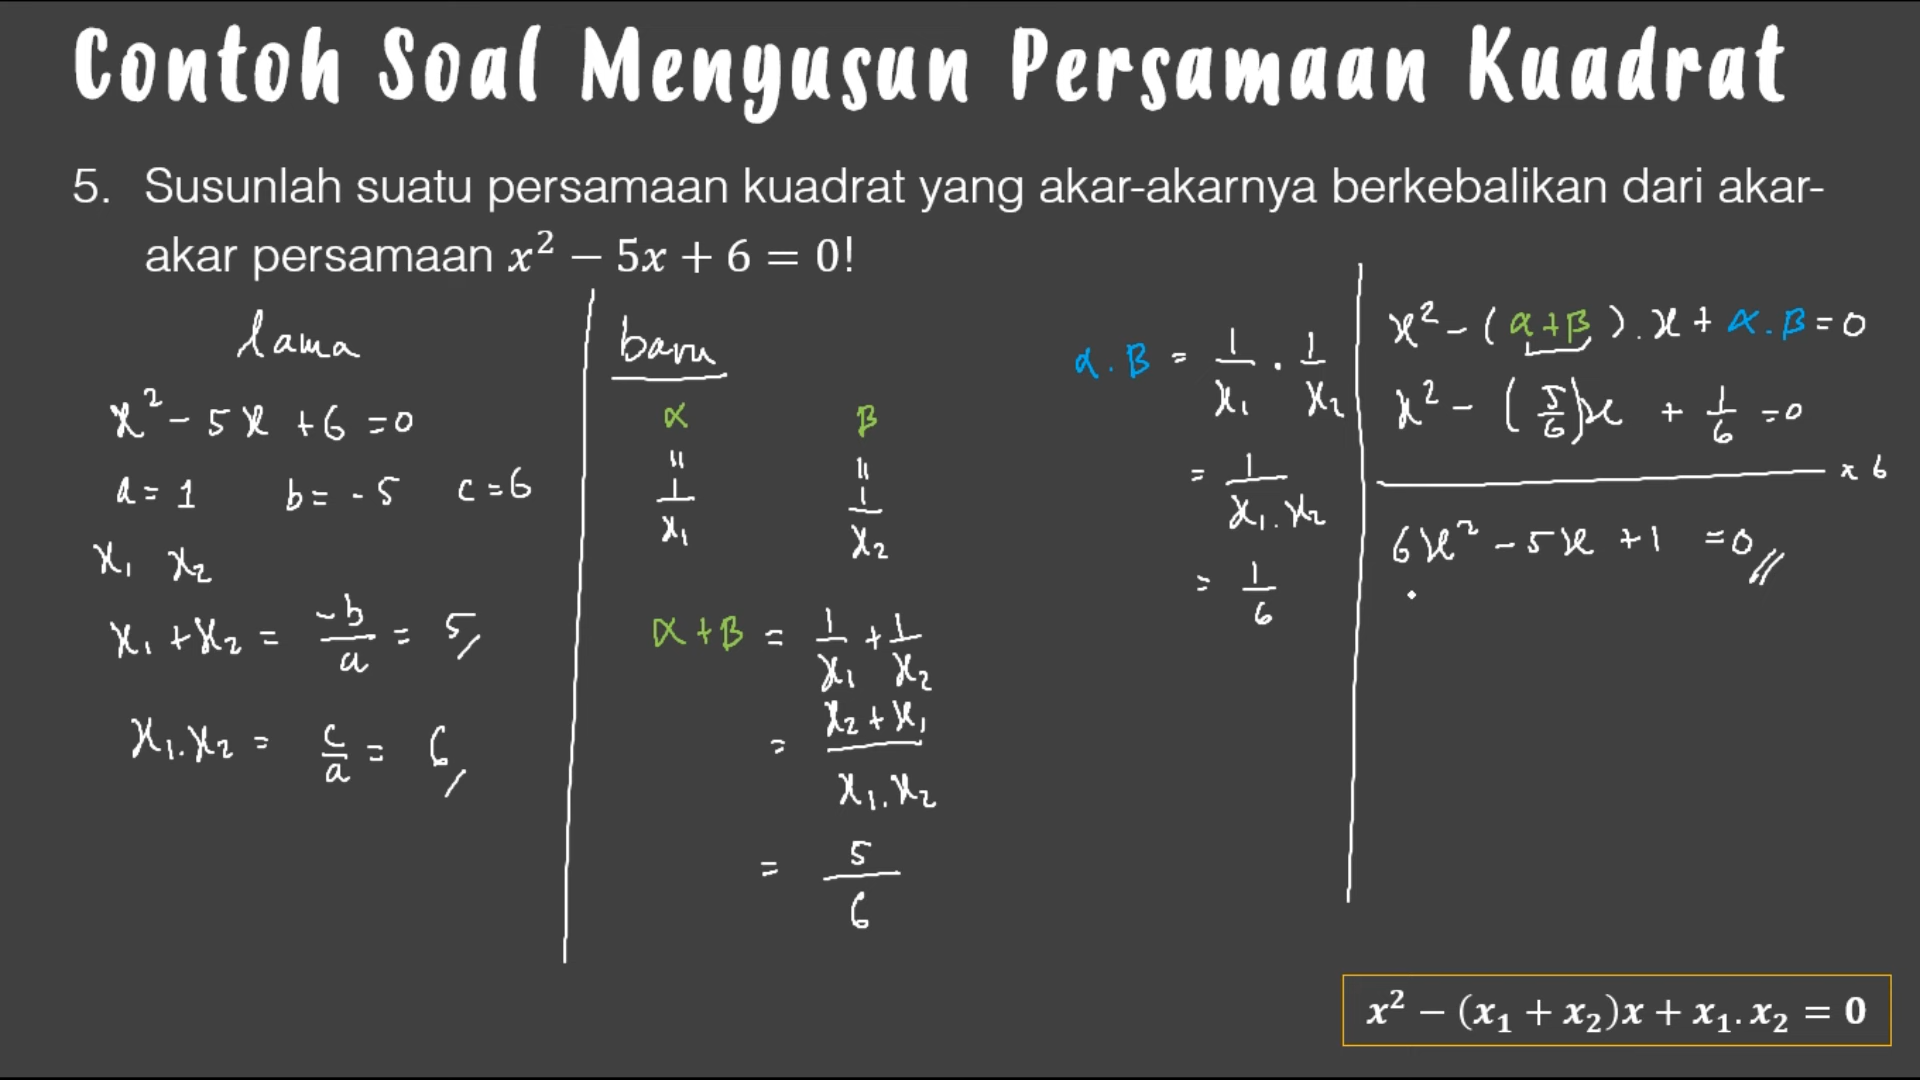 Contoh Soal Menyusun Persamaan Kuadrat
5. Susunlah suatu persamaan kuadrat yang akar-akarnya berkebalikan dari akar-
akar persamaan x² − 5x + 6 = 0!
lama
x² - 5x + 6 = 0
a = 1 b = -5 c = 6
x₁ x₂
x₁ + x₂ = -b/a = 5,
x₁.x₂ = c/a = 6,
baru
α β
= =
1/x₁ 1/x₂
α + β = 1/x₁ + 1/x₂
= (x₂ + x₁)/(x₁.x₂)
= 5/6
α.β = 1/x₁ . 1/x₂
= 1/(x₁.x₂)
= 1/6
x² - (α+β).x + α.β = 0
x² - (5/6)x + 1/6 = 0
x 6
6x² - 5x + 1 = 0 //
x² − (x₁ + x₂)x + x₁.x₂ = 0